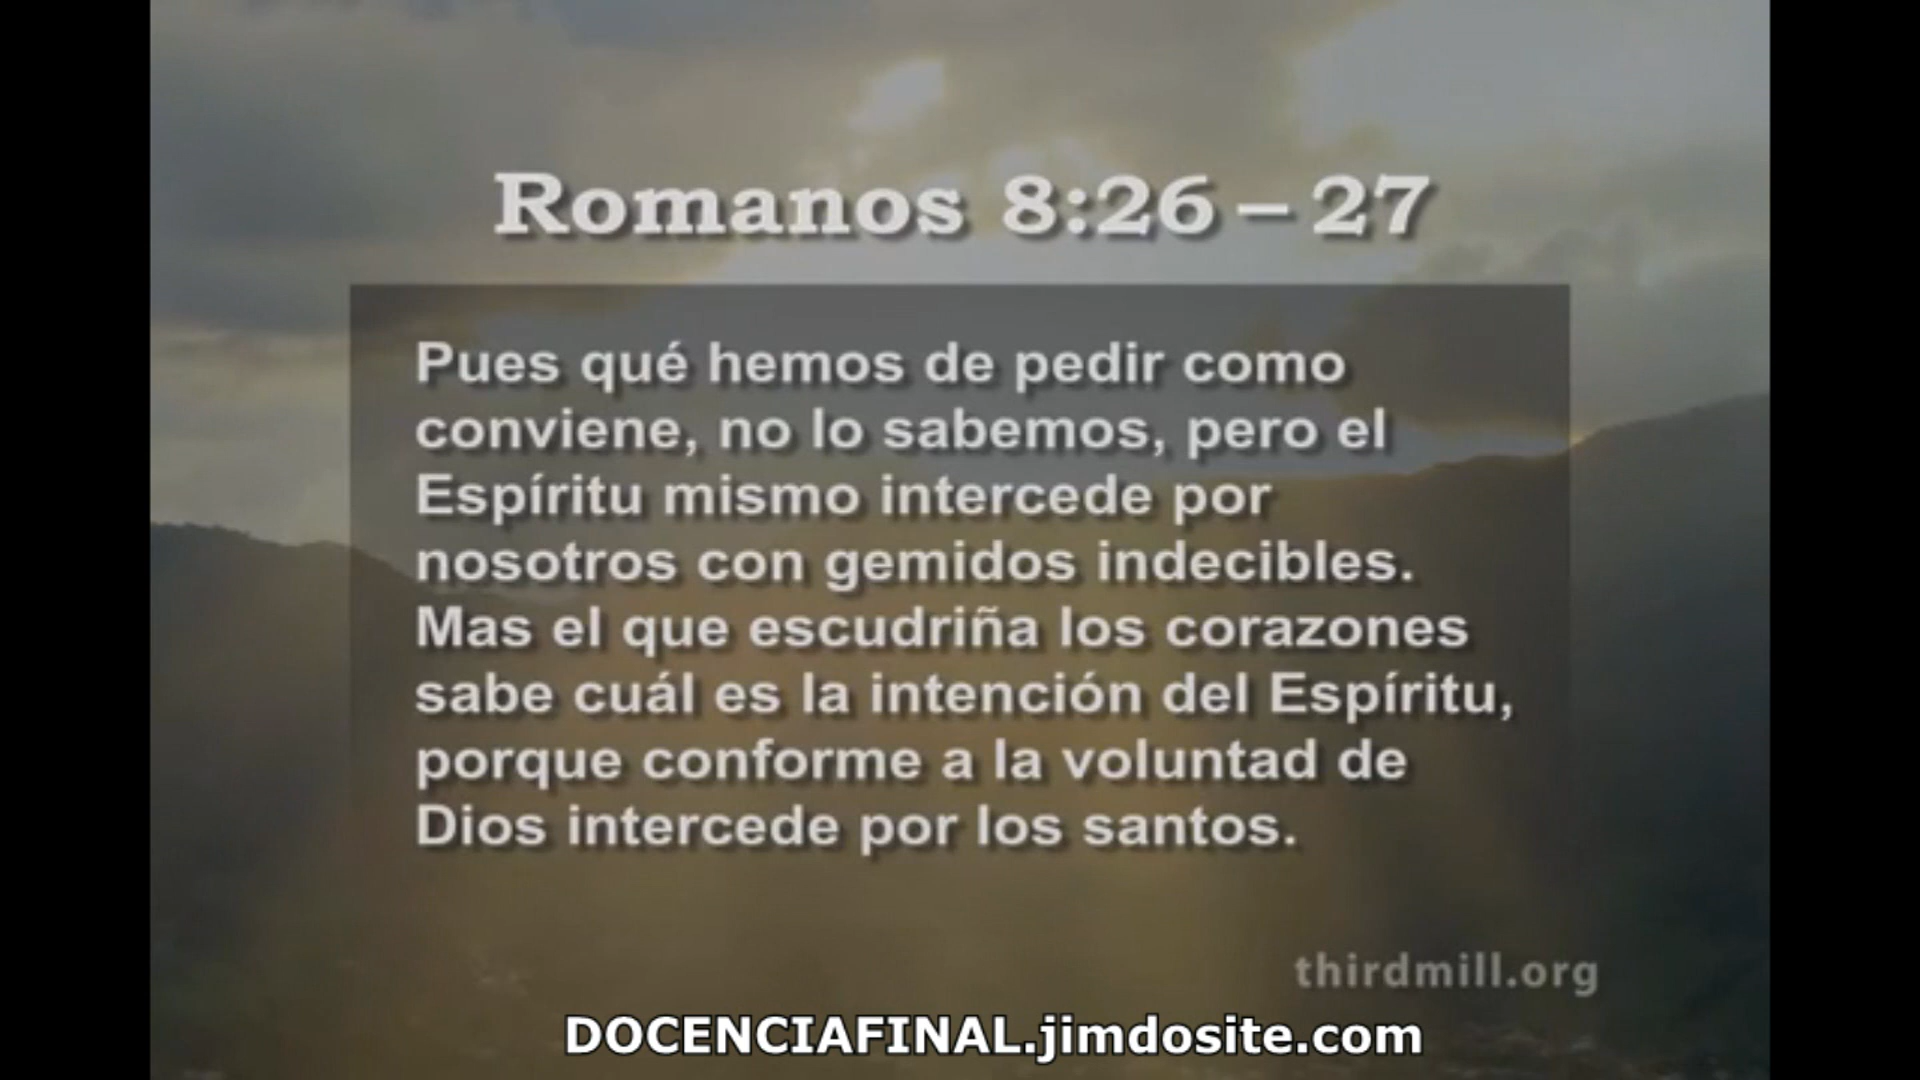 Romanos 8:26 – 27
Pues qué hemos de pedir como
conviene, no lo sabemos, pero el
Espíritu mismo intercede por
nosotros con gemidos indecibles.
Mas el que escudriña los corazones
sabe cuál es la intención del Espíritu,
porque conforme a la voluntad de
Dios intercede por los santos.
thirdmill.org
DOCENCIAFINAL.jimdosite.com